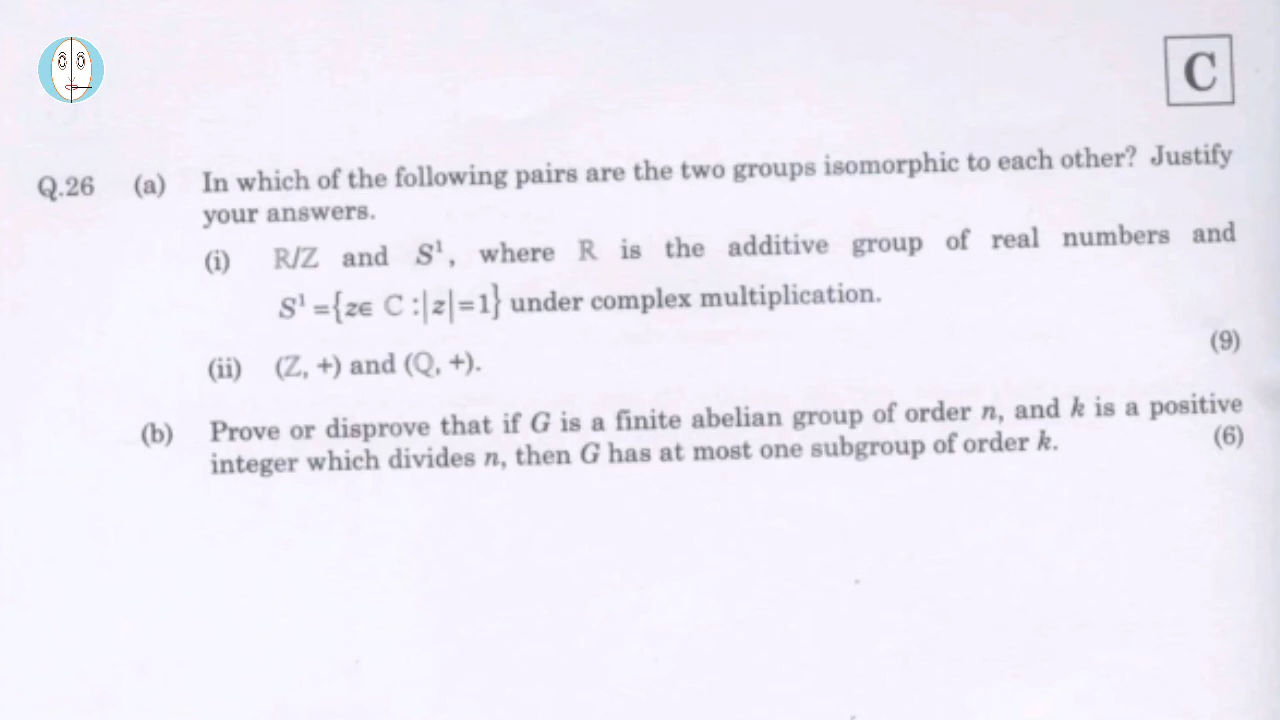 C
Q.26 (a) In which of the following pairs are the two groups isomorphic to each other? Justify
your answers.
(i) ℝ/ℤ and S¹, where ℝ is the additive group of real numbers and
S¹ ={z∈ ℂ :|z|=1} under complex multiplication.
(9)
(ii) (ℤ, +) and (ℚ, +).
(b) Prove or disprove that if G is a finite abelian group of order n, and k is a positive
integer which divides n, then G has at most one subgroup of order k. (6)